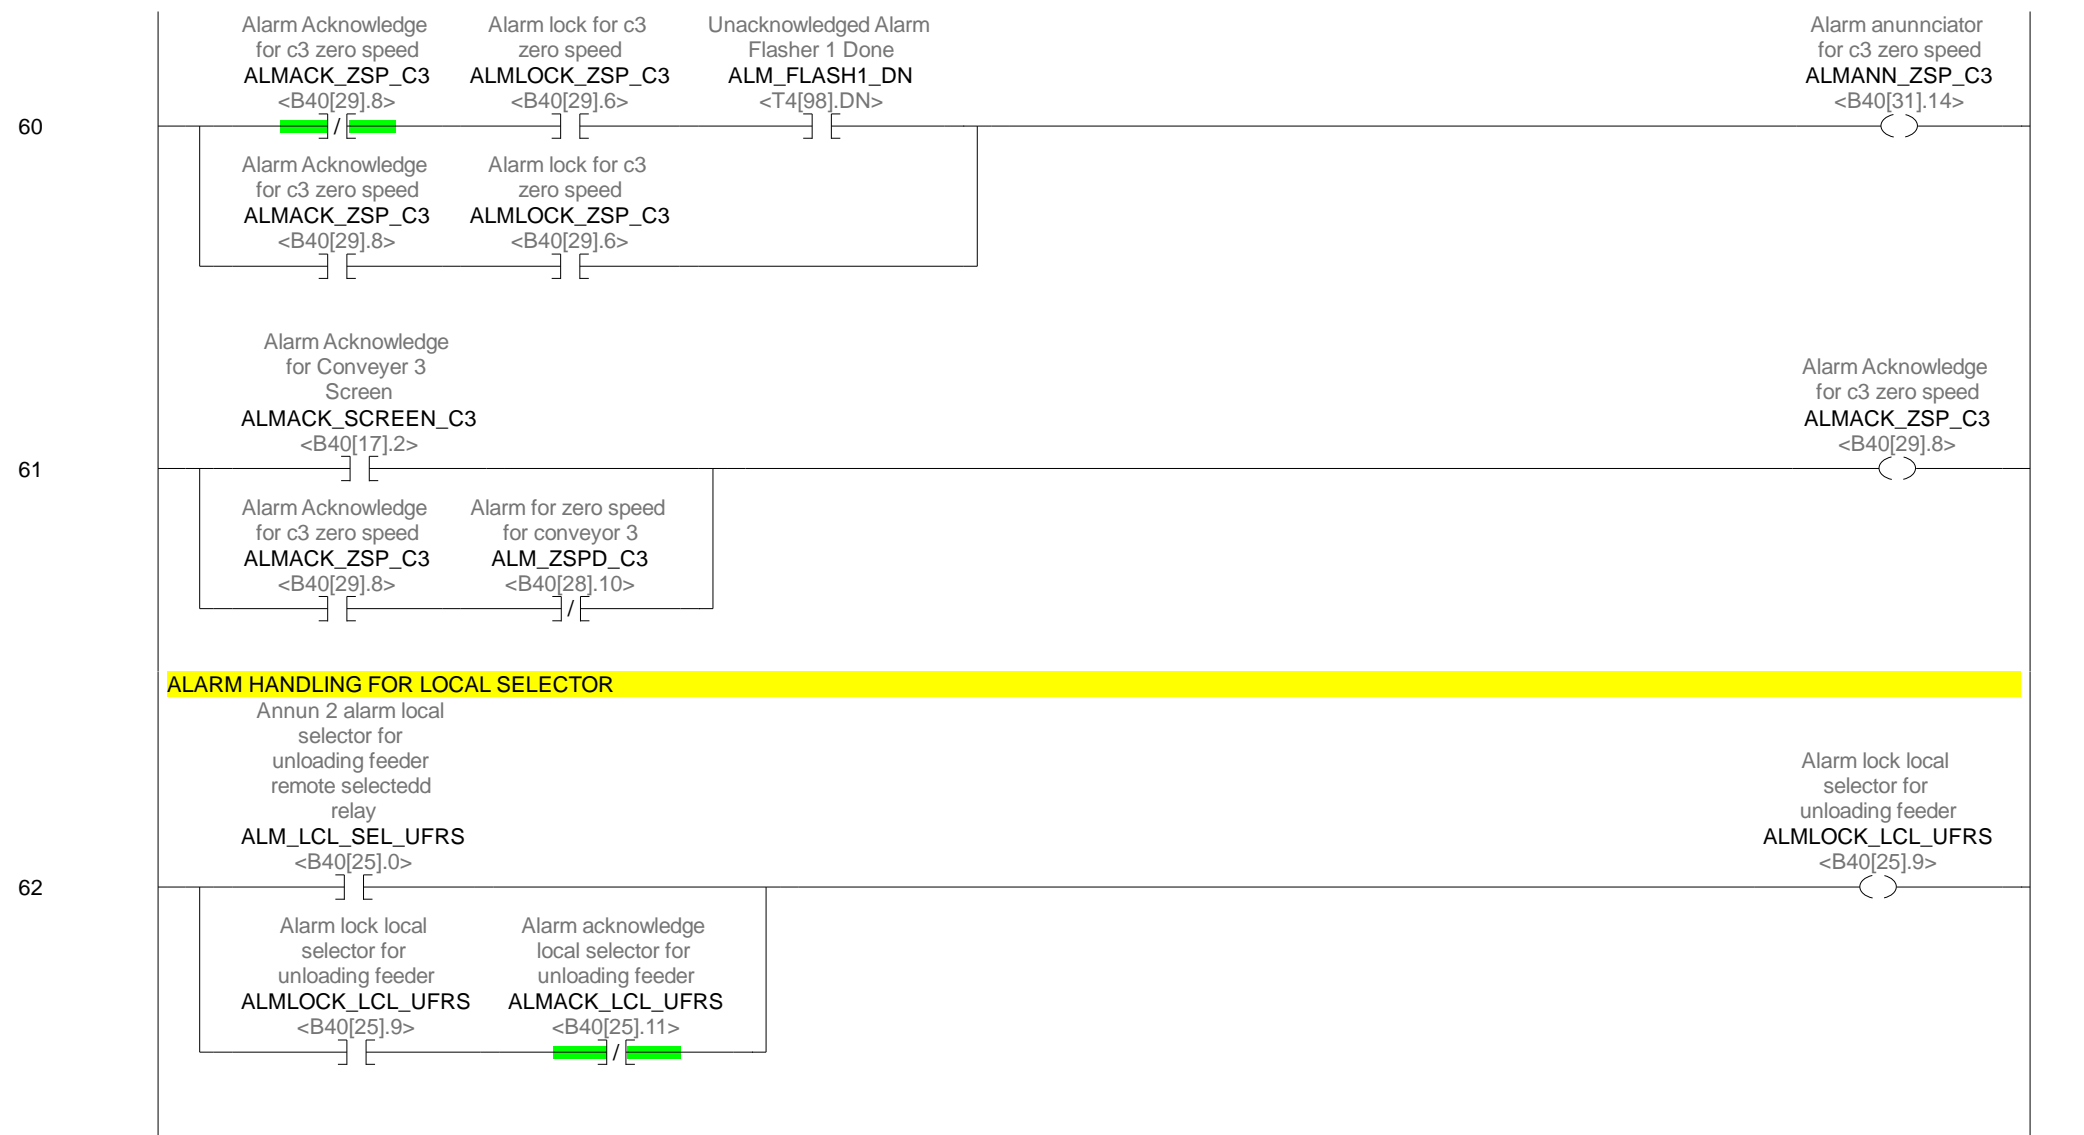 Alarm Acknowledge
for c3 zero speed
ALMACK_ZSP_C3
<B40[29].8>
Alarm lock for c3
zero speed
ALMLOCK_ZSP_C3
<B40[29].6>
Unacknowledged Alarm
Flasher 1 Done
ALM_FLASH1_DN
<T4[98].DN>
Alarm anunnciator
for c3 zero speed
ALMANN_ZSP_C3
<B40[31].14>
60
/
Alarm Acknowledge
for c3 zero speed
ALMACK_ZSP_C3
<B40[29].8>
Alarm lock for c3
zero speed
ALMLOCK_ZSP_C3
<B40[29].6>
Alarm Acknowledge
for Conveyer 3
Screen
ALMACK_SCREEN_C3
<B40[17].2>
Alarm Acknowledge
for c3 zero speed
ALMACK_ZSP_C3
<B40[29].8>
61
Alarm Acknowledge
for c3 zero speed
ALMACK_ZSP_C3
<B40[29].8>
Alarm for zero speed
for conveyor 3
ALM_ZSPD_C3
<B40[28].10>
/
ALARM HANDLING FOR LOCAL SELECTOR
Annun 2 alarm local
selector for
unloading feeder
remote selectedd
relay
ALM_LCL_SEL_UFRS
<B40[25].0>
Alarm lock local
selector for
unloading feeder
ALMLOCK_LCL_UFRS
<B40[25].9>
62
Alarm lock local
selector for
unloading feeder
ALMLOCK_LCL_UFRS
<B40[25].9>
Alarm acknowledge
local selector for
unloading feeder
ALMACK_LCL_UFRS
<B40[25].11>
/